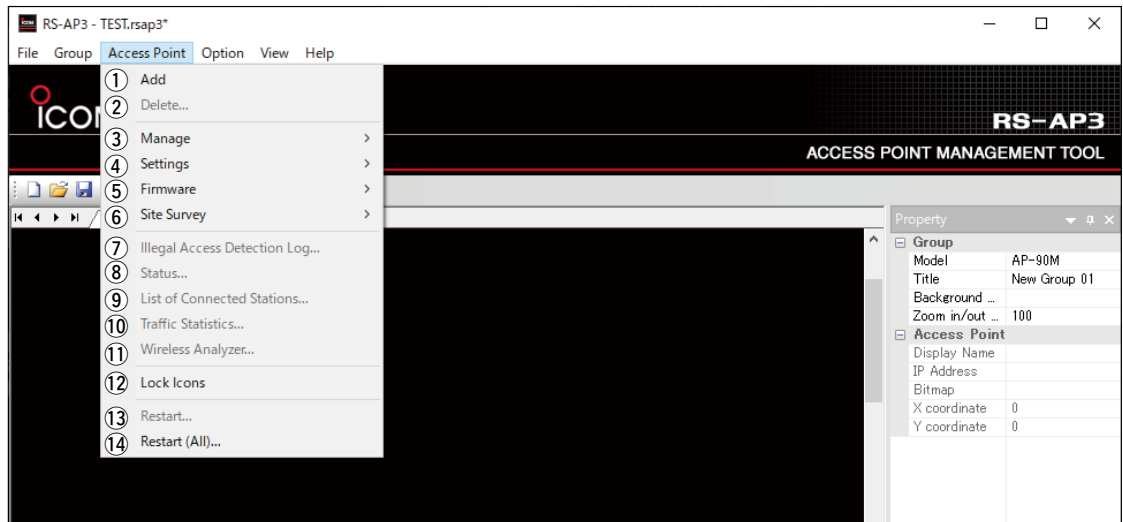 RS-AP3 - TEST.rsap3*
File Group Access Point Option View Help
① Add
② Delete...
③ Manage
④ Settings
⑤ Firmware
⑥ Site Survey
⑦ Illegal Access Detection Log...
⑧ Status...
⑨ List of Connected Stations...
⑩ Traffic Statistics...
⑪ Wireless Analyzer...
⑫ Lock Icons
⑬ Restart...
⑭ Restart (All)...
ICO
RS-AP3
ACCESS POINT MANAGEMENT TOOL
Property
Group
Model AP-90M
Title New Group 01
Background ...
Zoom in/out ... 100
Access Point
Display Name
IP Address
Bitmap
X coordinate 0
Y coordinate 0